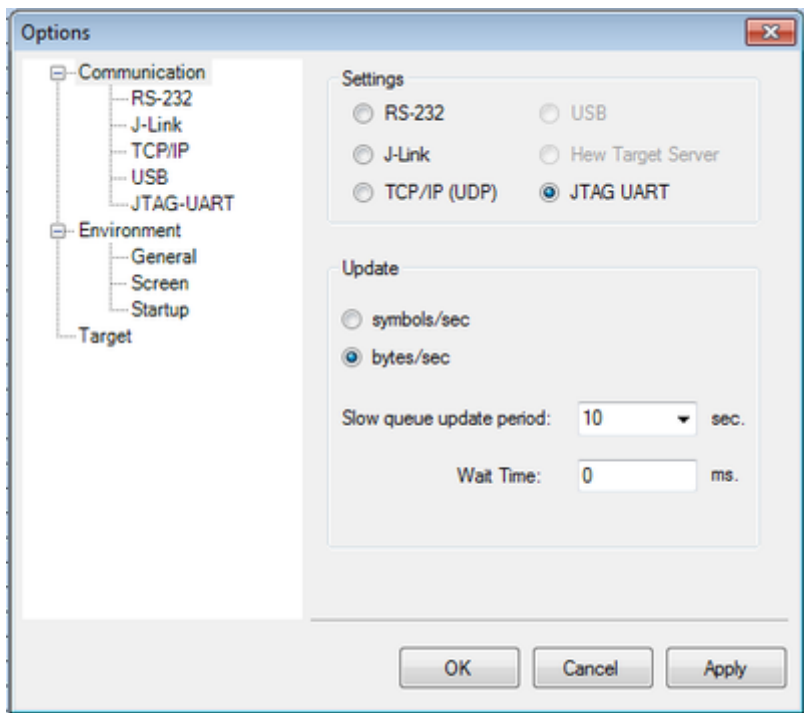 Options
Communication
RS-232
J-Link
TCP/IP
USB
JTAG-UART
Environment
General
Screen
Startup
Target
Settings
RS-232
USB
J-Link
Hew Target Server
TCP/IP (UDP)
JTAG UART
Update
symbols/sec
bytes/sec
Slow queue update period: 10 sec.
Wait Time: 0 ms.
OK Cancel Apply